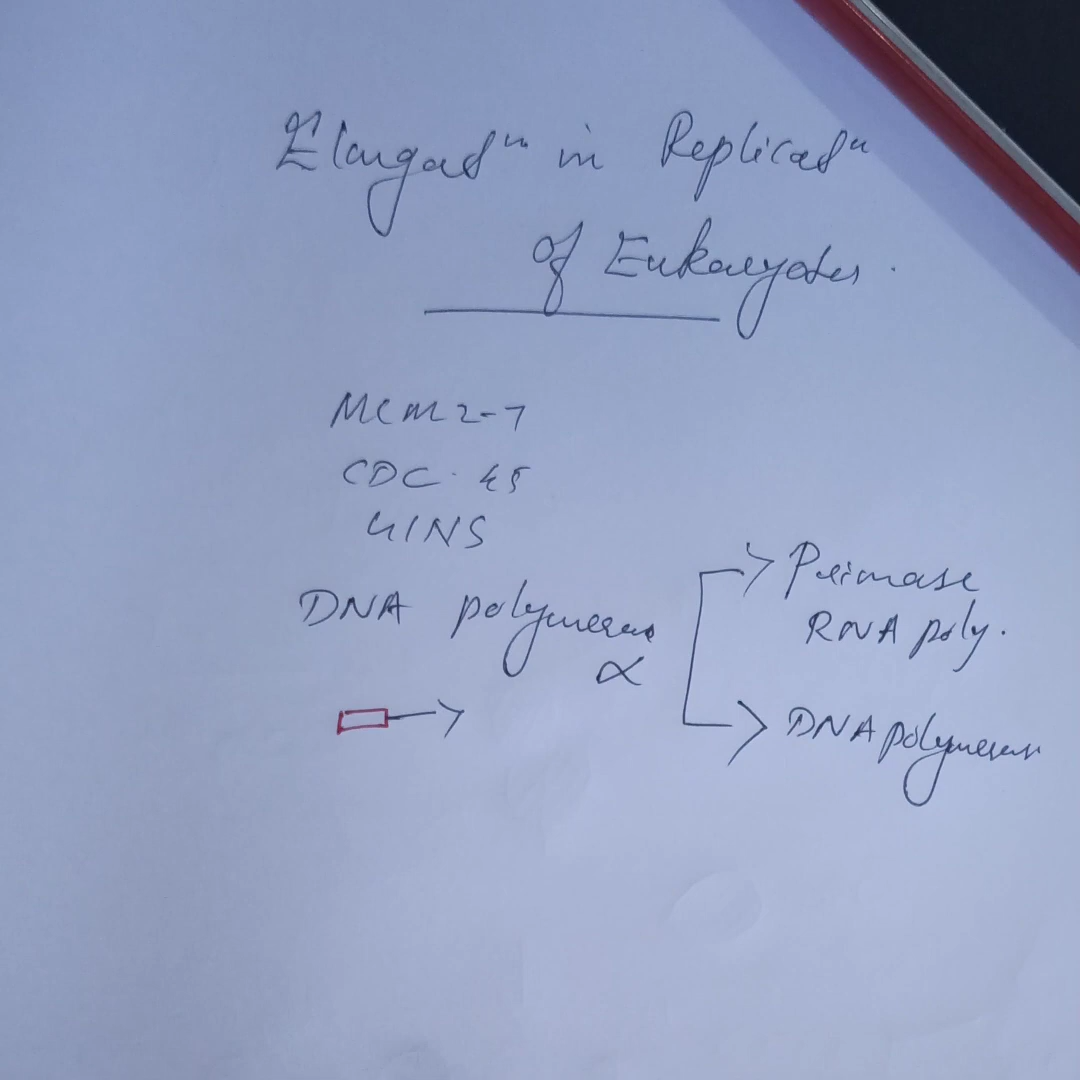 Elongatⁿ in Replicatⁿ
of Eukaryotes.
MCM 2-7
CDC. 45
GINS
DNA polymerase
α
Primase
RNA poly.
DNA polymerase